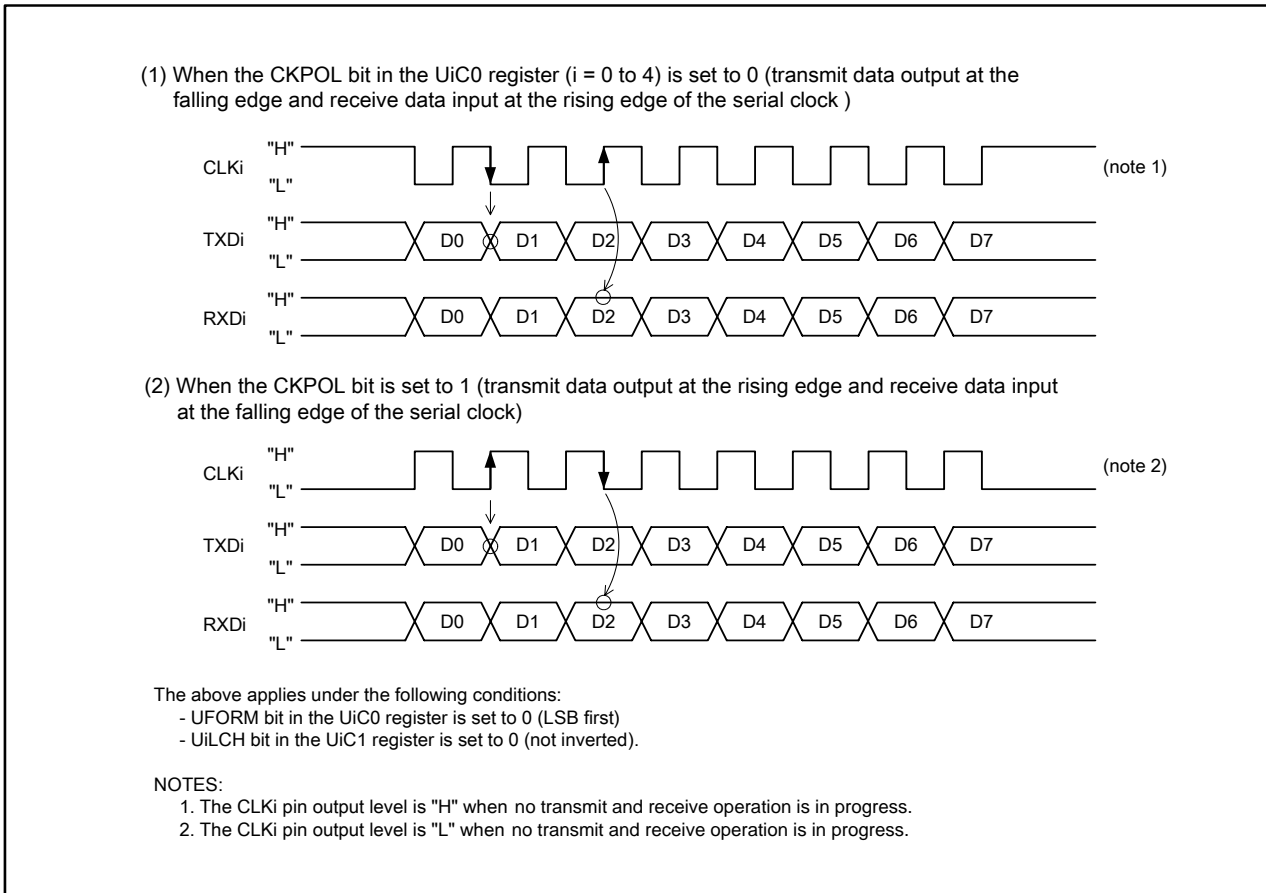 (1) When the CKPOL bit in the UiC0 register (i = 0 to 4) is set to 0 (transmit data output at the
falling edge and receive data input at the rising edge of the serial clock )
CLKi "H" "L" (note 1)
TXDi "H" "L" D0 D1 D2 D3 D4 D5 D6 D7
RXDi "H" "L" D0 D1 D2 D3 D4 D5 D6 D7
(2) When the CKPOL bit is set to 1 (transmit data output at the rising edge and receive data input
at the falling edge of the serial clock)
CLKi "H" "L" (note 2)
TXDi "H" "L" D0 D1 D2 D3 D4 D5 D6 D7
RXDi "H" "L" D0 D1 D2 D3 D4 D5 D6 D7
The above applies under the following conditions:
- UFORM bit in the UiC0 register is set to 0 (LSB first)
- UiLCH bit in the UiC1 register is set to 0 (not inverted).
NOTES:
1. The CLKi pin output level is "H" when no transmit and receive operation is in progress.
2. The CLKi pin output level is "L" when no transmit and receive operation is in progress.